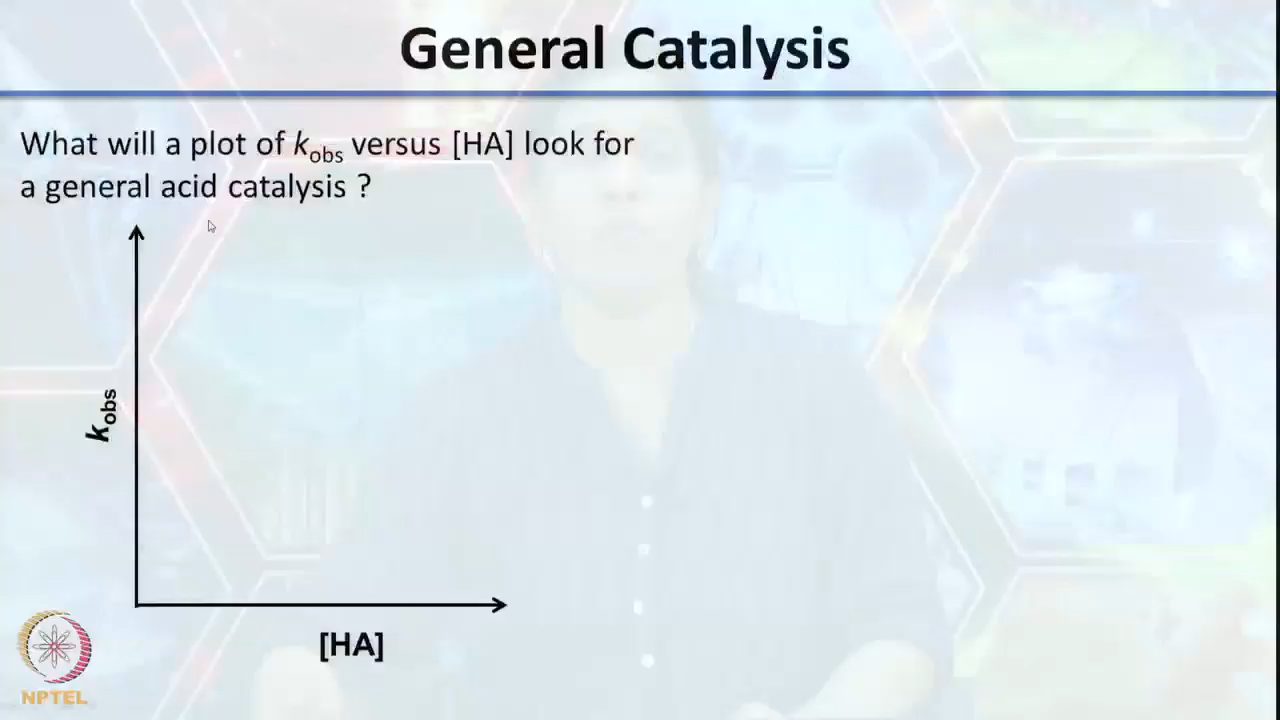 General Catalysis
What will a plot of kobs versus [HA] look for
a general acid catalysis ?
kobs
[HA]
NPTEL